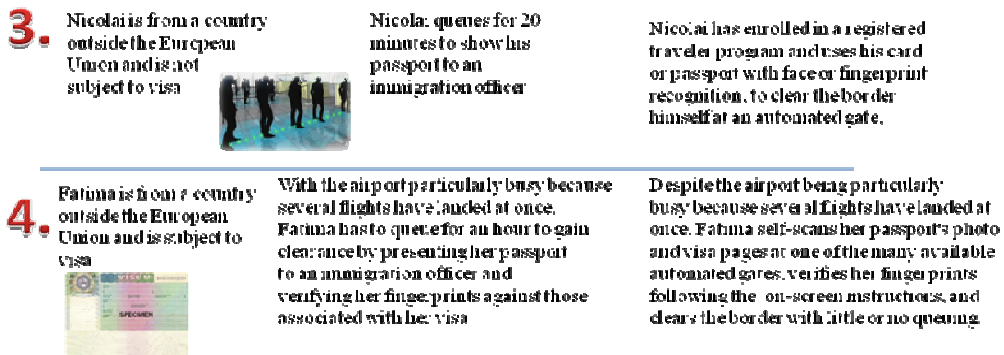 3.
Nicolai is from a country
outside the European
Union and is not
subject to visa
Nicolai queues for 20
minutes to show his
passport to an
immigration officer
Nicolai has enrolled in a registered
traveler program and uses his card
or passport with face or fingerprint
recognition, to clear the border
himself at an automated gate.
4.
Fatima is from a country
outside the European
Union and is subject to
visa
SPECIMEN
With the airport particularly busy because
several flights have landed at once.
Fatima has to queue for an hour to gain
clearance by presenting her passport
to an immigration officer and
verifying her fingerprints against those
associated with her visa
Despite the airport being particularly
busy because several flights have landed at
once. Fatima self-scans her passport's photo
and visa pages at one of the many available
automated gates, verifies her fingerprints
following the on-screen instructions, and
clears the border with little or no queuing